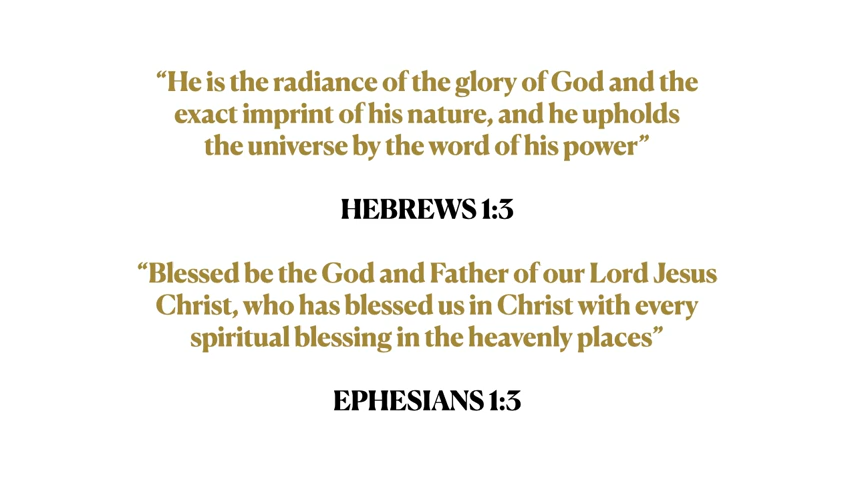 “He is the radiance of the glory of God and the
exact imprint of his nature, and he upholds
the universe by the word of his power”
HEBREWS 1:3
“Blessed be the God and Father of our Lord Jesus
Christ, who has blessed us in Christ with every
spiritual blessing in the heavenly places”
EPHESIANS 1:3